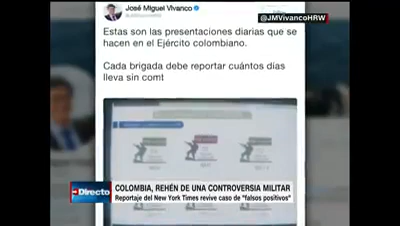 @JMVivancoHRW
José Miguel Vivanco
Estas son las presentaciones diarias que se
hacen en el Ejército colombiano.
Cada brigada debe reportar cuántos días
lleva sin comt
Directo
COLOMBIA, REHÉN DE UNA CONTROVERSIA MILITAR
Reportaje del New York Times revive caso de "falsos positivos"